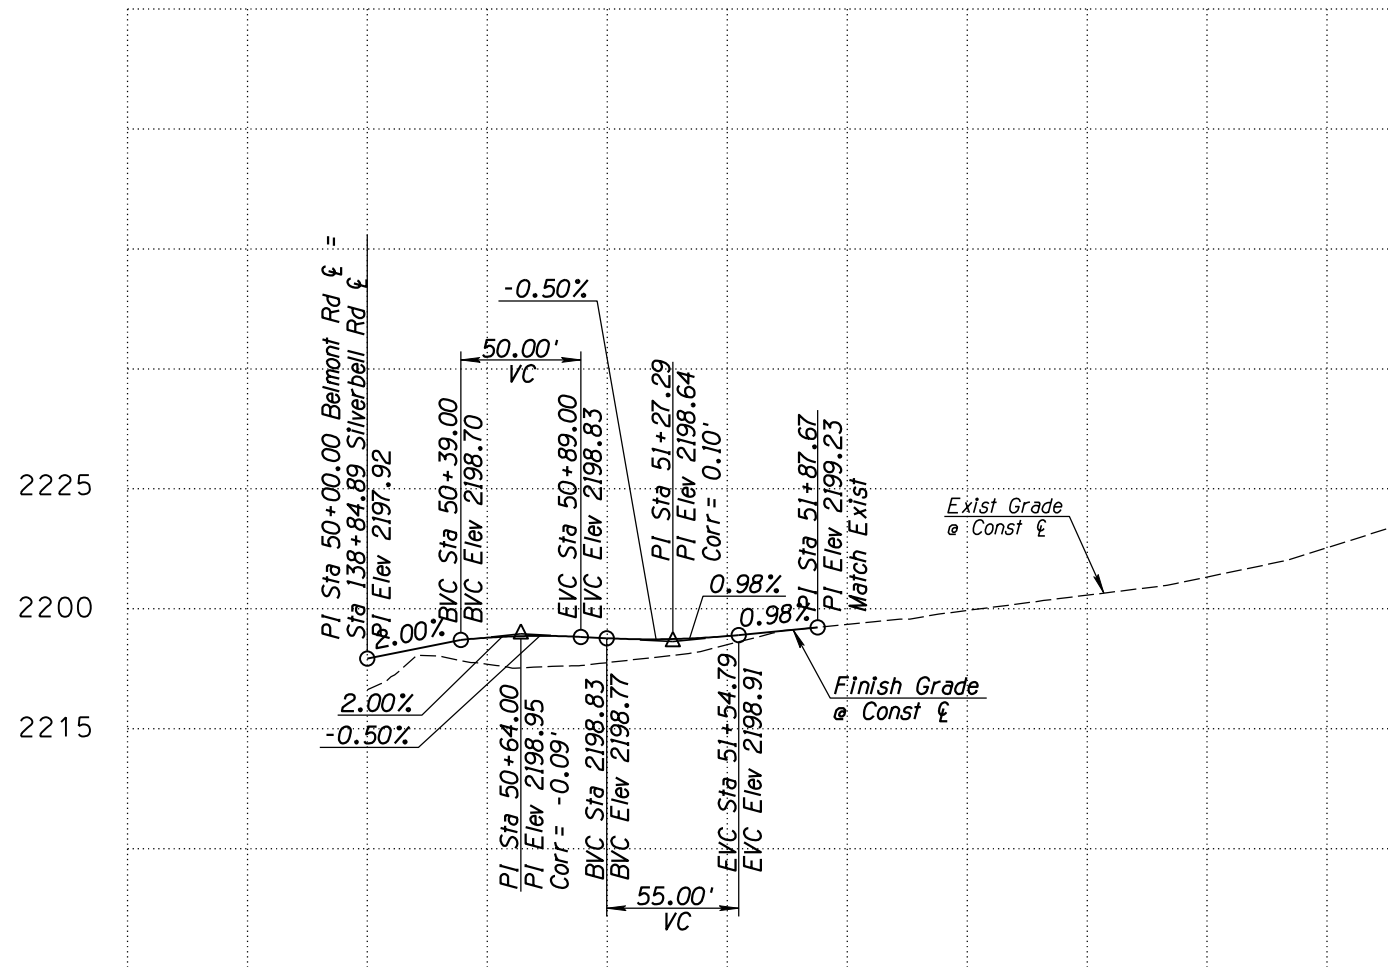 PI Sta 50+00.00 Belmont Rd ℄ =
Sta 138+84.89 Silverbell Rd ℄
PI Elev 2197.92
2.00%
BVC Sta 50+39.00
BVC Elev 2198.70
50.00'
VC
EVC Sta 50+89.00
EVC Elev 2198.83
-0.50%
PI Sta 51+27.29
PI Elev 2198.64
Corr= 0.10'
0.98%
0.98%
PI Sta 51+87.67
PI Elev 2199.23
Match Exist
Exist Grade
@ Const ℄
Finish Grade
@ Const ℄
2225
2200
2215
2.00%
-0.50%
PI Sta 50+64.00
PI Elev 2198.95
Corr= -0.09'
BVC Sta 2198.83
BVC Elev 2198.77
55.00'
VC
EVC Sta 51+54.79
EVC Elev 2198.91